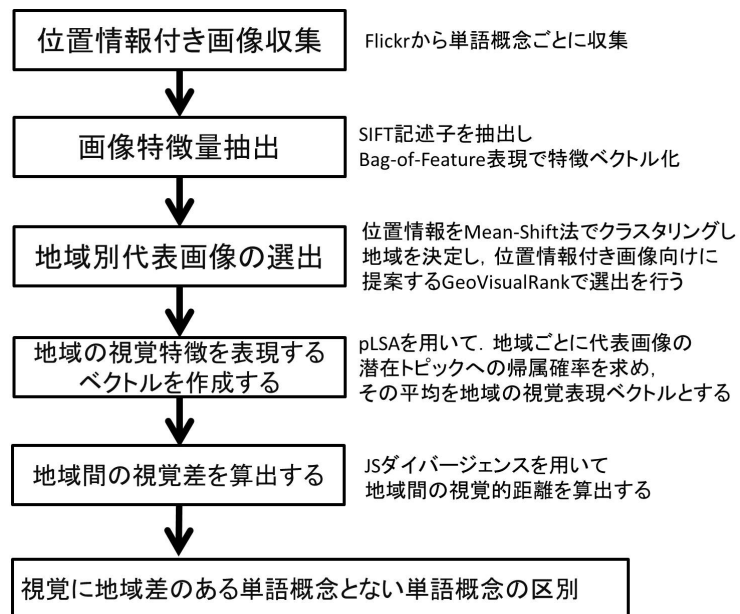 位置情報付き画像収集
Flickrから単語概念ごとに収集
画像特徴量抽出
SIFT記述子を抽出し
Bag-of-Feature表現で特徴ベクトル化
地域別代表画像の選出
位置情報をMean-Shift法でクラスタリングし
地域を決定し，位置情報付き画像向けに
提案するGeoVisualRankで選出を行う
地域の視覚特徴を表現する
ベクトルを作成する
pLSAを用いて．地域ごとに代表画像の
潜在トピックへの帰属確率を求め，
その平均を地域の視覚表現ベクトルとする
地域間の視覚差を算出する
JSダイバージェンスを用いて
地域間の視覚的距離を算出する
視覚に地域差のある単語概念とない単語概念の区別